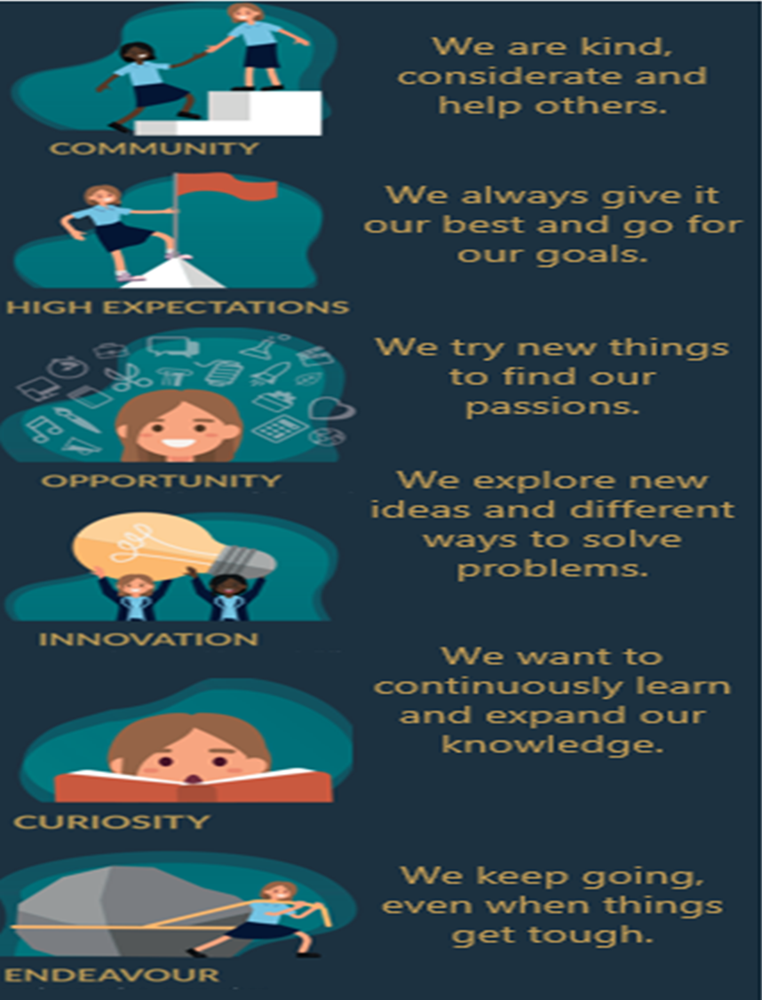 We are kind,
considerate and
help others.
COMMUNITY
We always give it
our best and go for
our goals.
HIGH EXPECTATIONS
We try new things
to find our
passions.
OPPORTUNITY
We explore new
ideas and different
ways to solve
problems.
INNOVATION
We want to
continuously learn
and expand our
knowledge.
CURIOSITY
We keep going,
even when things
get tough.
ENDEAVOUR